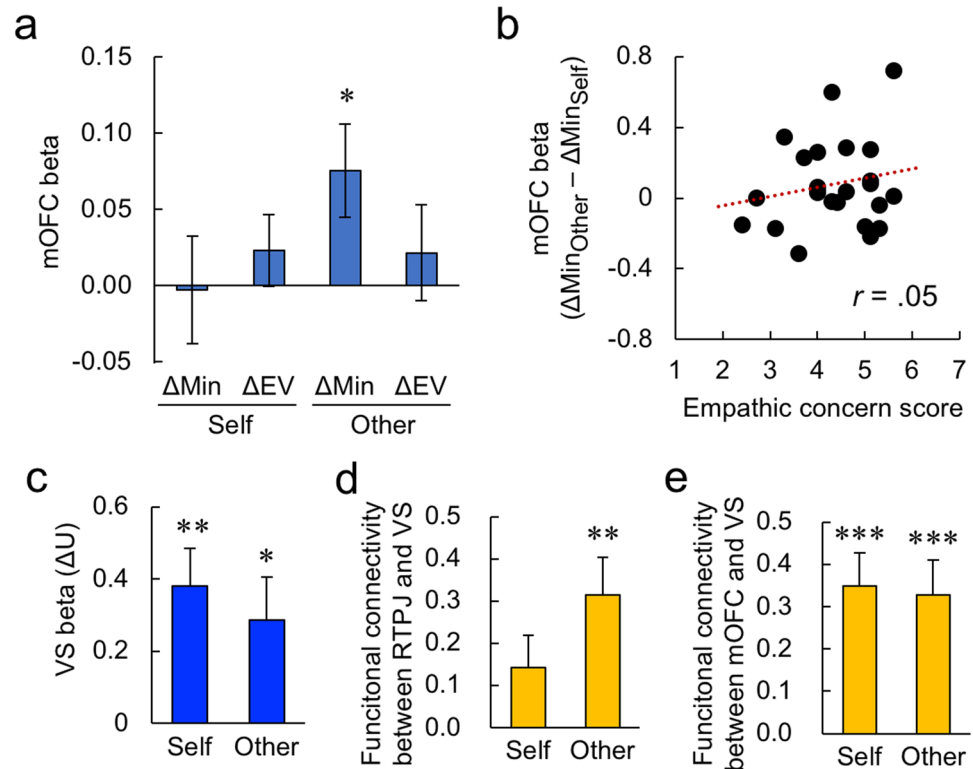 a
0.15
0.10
0.05
0.00
-0.05
mOFC beta
*
ΔMin ΔEV ΔMin ΔEV
Self Other
b
0.8
0.4
0
-0.4
-0.8
mOFC beta
(ΔMinOther – ΔMinSelf)
r = .05
1 2 3 4 5 6 7
Empathic concern score
c
0.6
0.4
0.2
0
VS beta (ΔU)
** *
Self Other
d
0.5
0.4
0.3
0.2
0.1
0.0
Funcitonal connectivity
between RTPJ and VS
**
Self Other
e
0.5
0.4
0.3
0.2
0.1
0.0
Funcitonal connectivity
between mOFC and VS
*** ***
Self Other